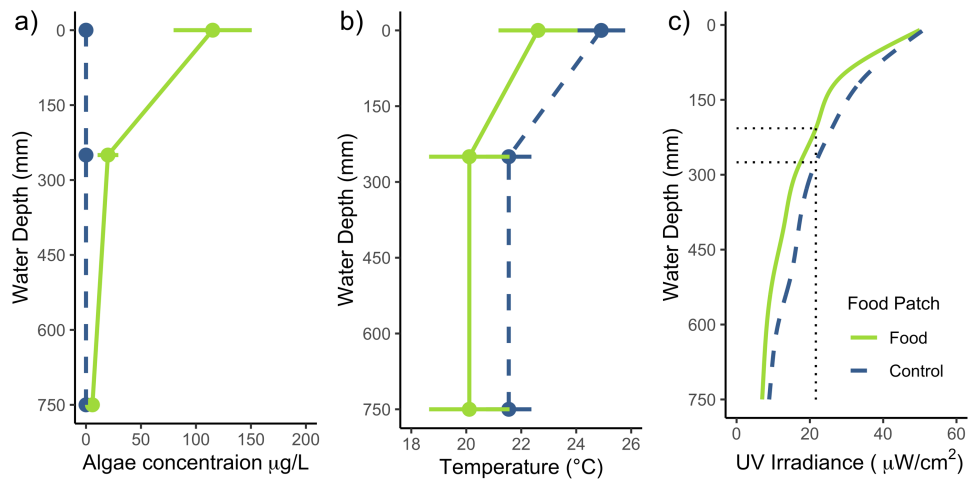 a)
0
150
300
450
600
750
Water Depth (mm)
0
50
100
150
200
Algae concentraion μg/L
b)
0
150
300
450
600
750
Water Depth (mm)
18
20
22
24
26
Temperature (°C)
c)
0
150
300
450
600
750
Water Depth (mm)
Food Patch
Food
Control
0
20
40
60
UV Irradiance ( μW/cm²)